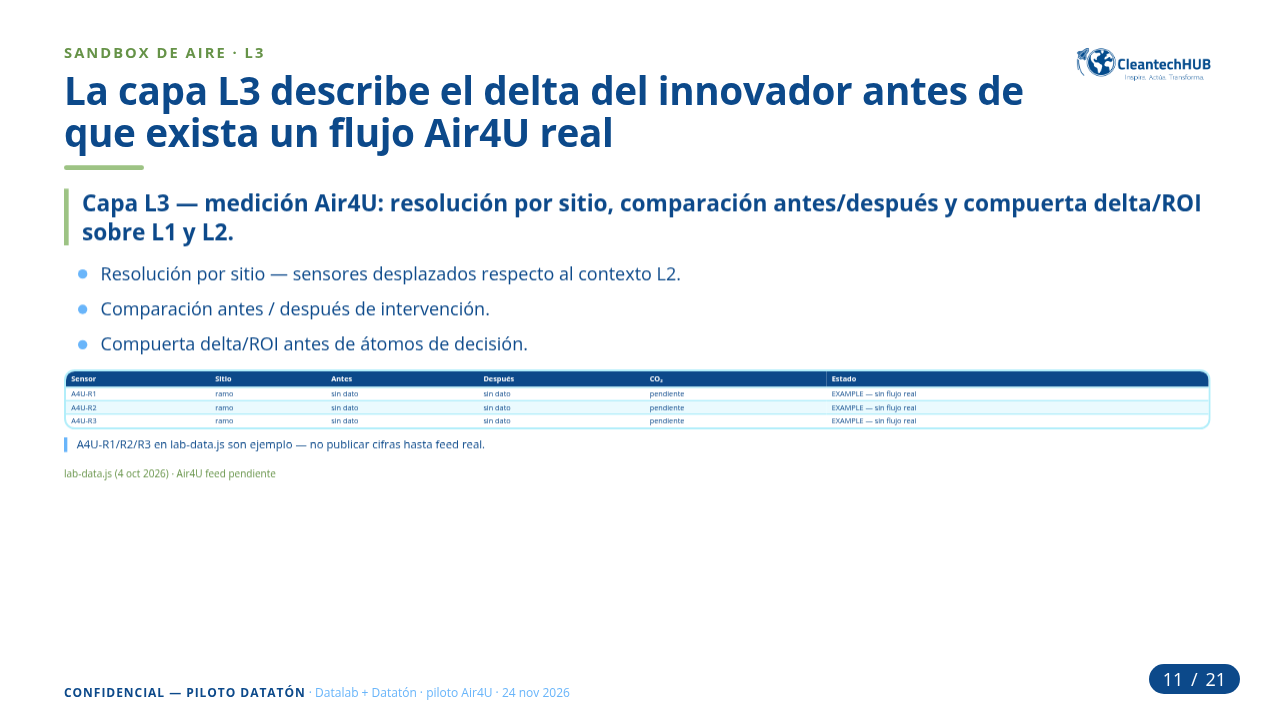 SANDBOX DE AIRE · L3
CleantechHUB
Inspira. Actúa. Transforma.
La capa L3 describe el delta del innovador antes de
que exista un flujo Air4U real
Capa L3 — medición Air4U: resolución por sitio, comparación antes/después y compuerta delta/ROI
sobre L1 y L2.
Resolución por sitio — sensores desplazados respecto al contexto L2.
Comparación antes / después de intervención.
Compuerta delta/ROI antes de átomos de decisión.
Sensor Sitio Antes Después CO₂ Estado
A4U-R1 ramo sin dato sin dato pendiente EXAMPLE — sin flujo real
A4U-R2 ramo sin dato sin dato pendiente EXAMPLE — sin flujo real
A4U-R3 ramo sin dato sin dato pendiente EXAMPLE — sin flujo real
A4U-R1/R2/R3 en lab-data.js son ejemplo — no publicar cifras hasta feed real.
lab-data.js (4 oct 2026) · Air4U feed pendiente
CONFIDENCIAL — PILOTO DATATÓN · Datalab + Datatón · piloto Air4U · 24 nov 2026
11 / 21